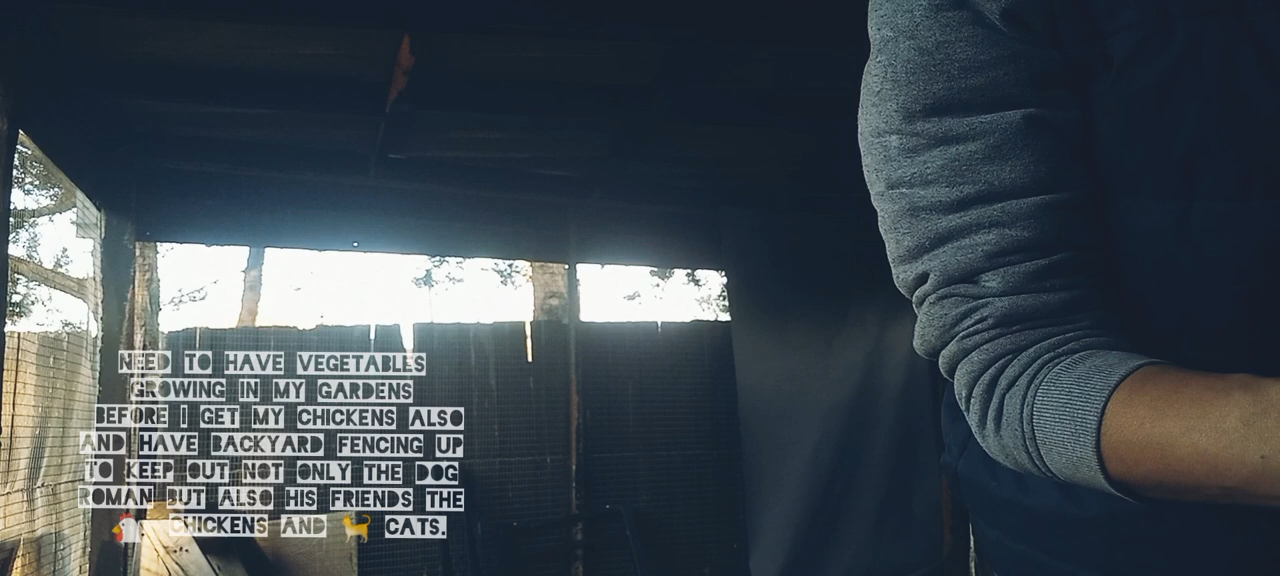 NEED TO HAVE VEGETABLES
GROWING IN MY GARDENS
BEFORE I GET MY CHICKENS ALSO
AND HAVE BACKYARD FENCING UP
TO KEEP OUT NOT ONLY THE DOG
ROMAN BUT ALSO HIS FRIENDS THE
🐔 CHICKENS AND 🐈 CATS.